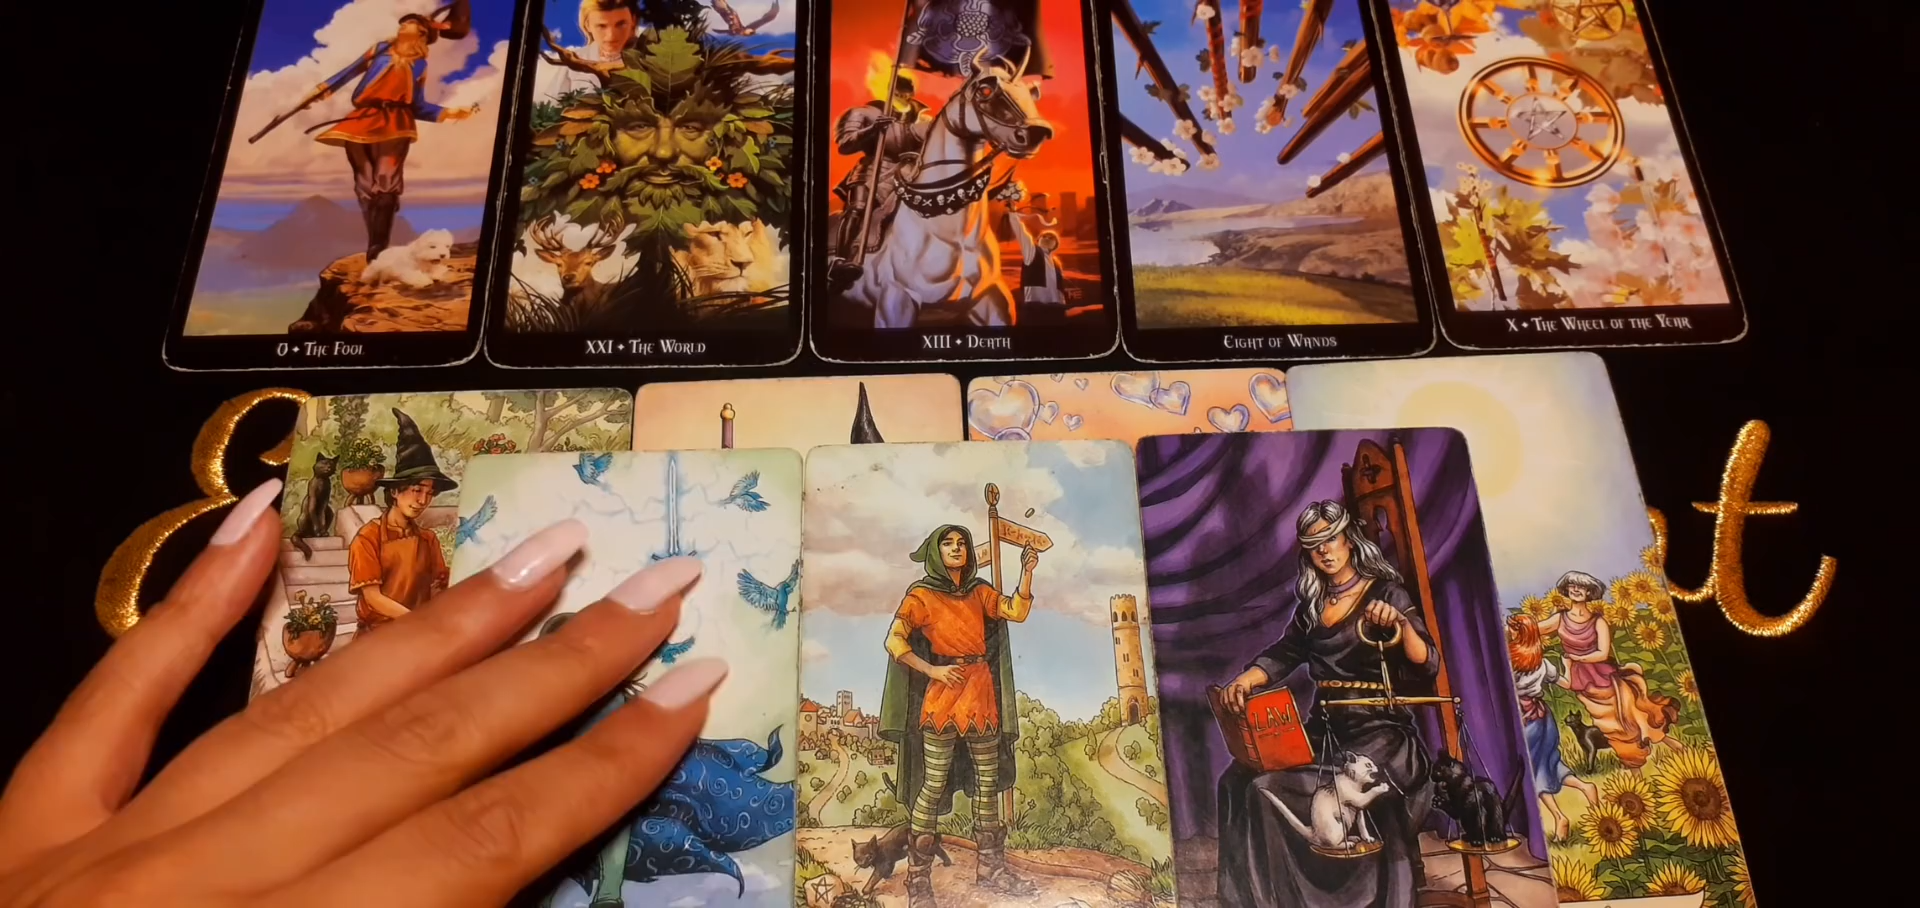 0 ✦ The Fool
XXI ✦ The World
XIII ✦ Death
Eight of Wands
X ✦ The Wheel of the Year
LAW